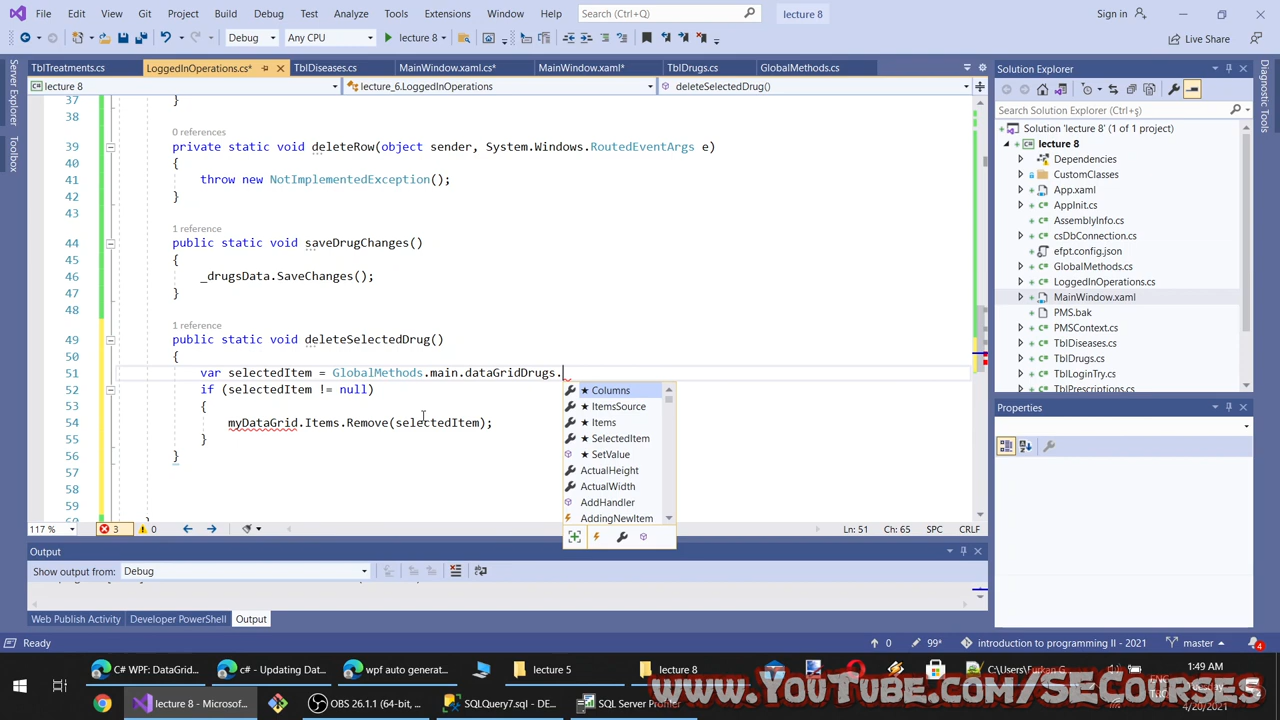 File Edit View Git Project Build Debug Test Analyze Tools Extensions Window Help Search (Ctrl+Q) lecture 8 Sign in
Debug Any CPU lecture 8 Live Share
Server Explorer
Toolbox
TblTreatments.cs LoggedInOperations.cs* TblDiseases.cs MainWindow.xaml.cs* MainWindow.xaml* TblDrugs.cs GlobalMethods.cs
lecture 8 lecture_6.LoggedInOperations deleteSelectedDrug()
37 }
38
0 references
39 private static void deleteRow(object sender, System.Windows.RoutedEventArgs e)
40 {
41 throw new NotImplementedException();
42 }
43
1 reference
44 public static void saveDrugChanges()
45 {
46 _drugsData.SaveChanges();
47 }
48
1 reference
49 public static void deleteSelectedDrug()
50 {
51 var selectedItem = GlobalMethods.main.dataGridDrugs.
52 if (selectedItem != null)
53 {
54 myDataGrid.Items.Remove(selectedItem);
55 }
56 }
57
58
59
★ Columns
★ ItemsSource
★ Items
★ SelectedItem
★ SetValue
ActualHeight
ActualWidth
AddHandler
AddingNewItem
117 % 3 0 Ln: 51 Ch: 65 SPC CRLF
Output
Show output from: Debug
Web Publish Activity Developer PowerShell Output
Solution Explorer
Search Solution Explorer (Ctrl+ş)
Solution 'lecture 8' (1 of 1 project)
lecture 8
Dependencies
CustomClasses
App.xaml
AppInit.cs
AssemblyInfo.cs
csDbConnection.cs
efpt.config.json
GlobalMethods.cs
LoggedInOperations.cs
MainWindow.xaml
PMS.bak
PMSContext.cs
TblDiseases.cs
TblDrugs.cs
TblLoginTry.cs
TblPrescription.cs
Properties
Diagnostic Tools
Ready 0 99* introduction to programming II - 2021 master 4
C# WPF: DataGrid... c# - Updating Dat... wpf auto generat... lecture 5 lecture 8 C:\Users\Furkan G... 1:49 AM
lecture 8 - Microsof... OBS 26.1.1 (64-bit, ... SQLQuery7.sql - DE... SQL Server Profiler 4/20/2021
www.YouTube.com/SECourses